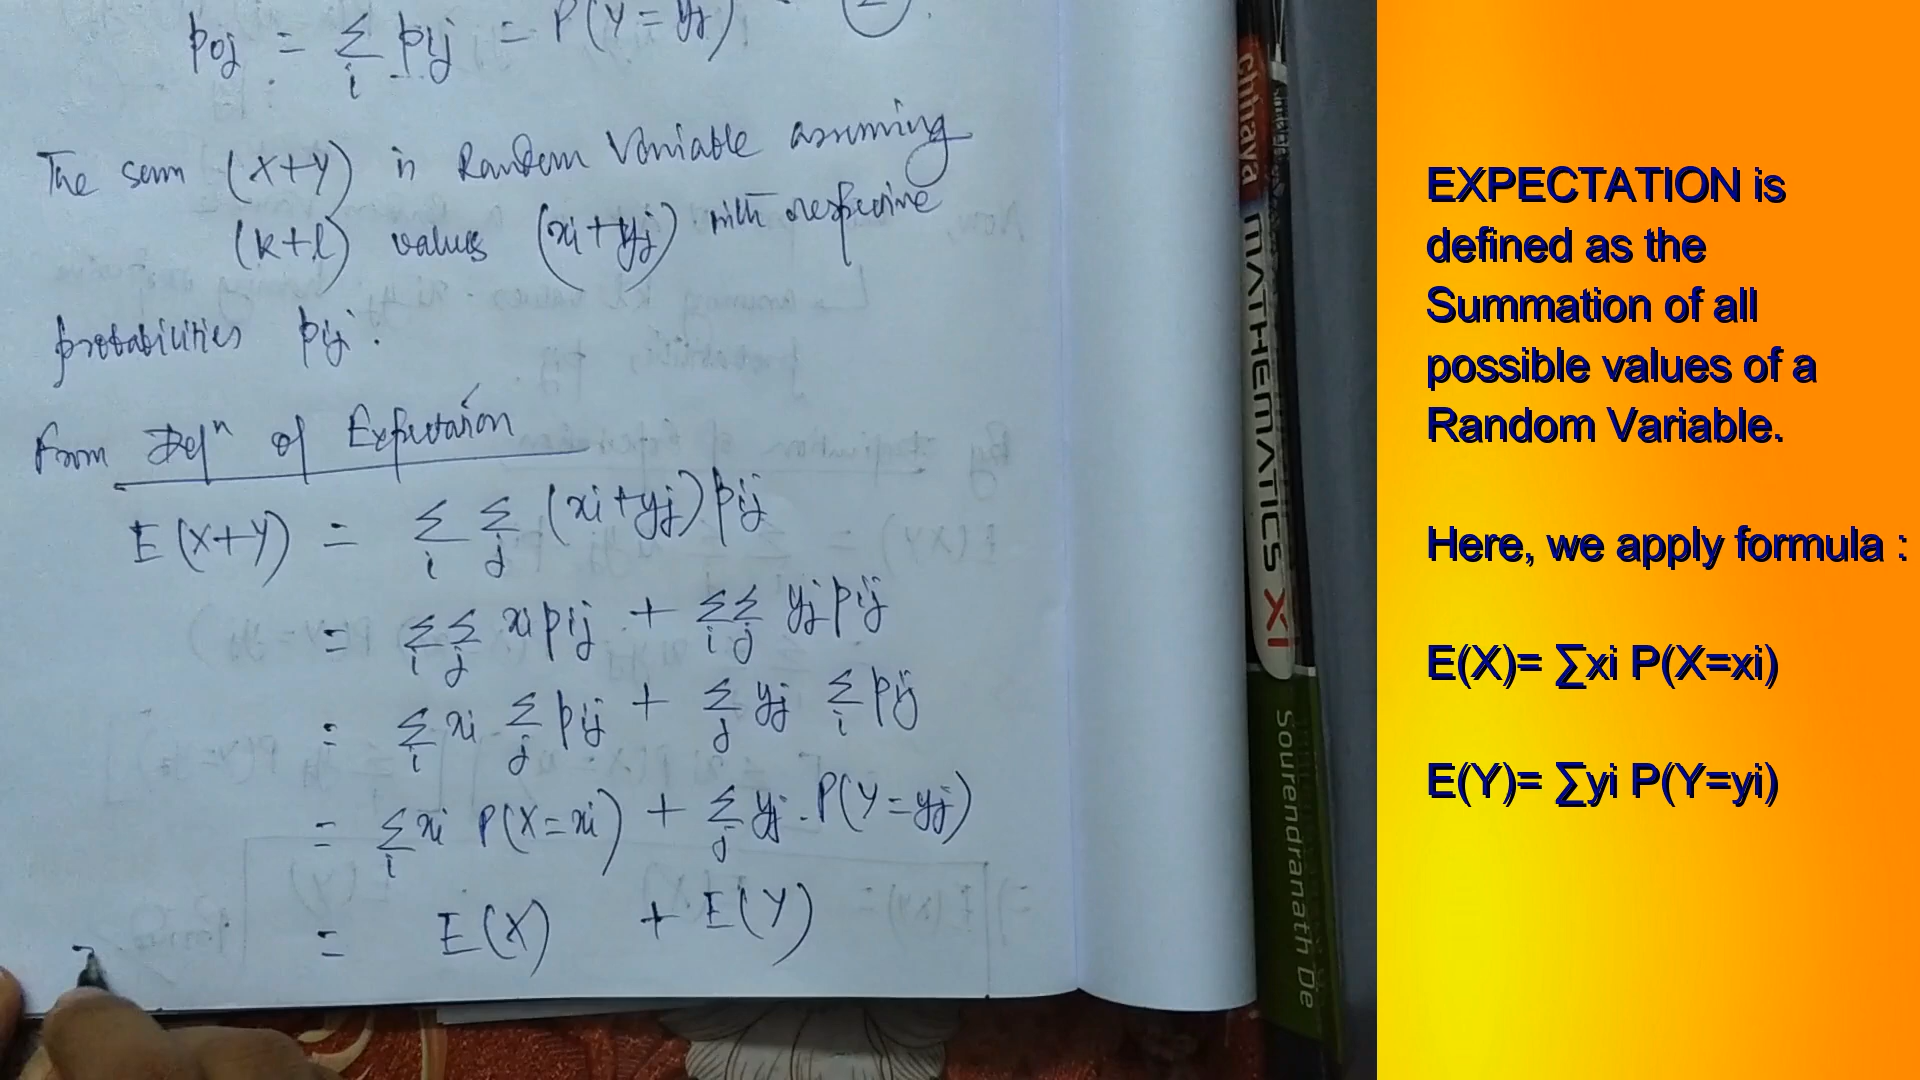 poj = Σi pij = P(Y = yj) 2.
The sum (X+Y) is Random Variable assuming
(k+l) values (xi+yj) with respective
probabilities pij.
From Defn of Expectation
E(X+Y) = Σi Σj (xi+yj) pij
= Σi Σj xi pij + Σi Σj yj pij
= Σi xi Σj pij + Σj yj Σi pij
= Σi xi P(X=xi) + Σj yj . P(Y=yj)
= E(X) + E(Y)
chhaya MATHEMATICS XI
Sourendranath De
EXPECTATION is
defined as the
Summation of all
possible values of a
Random Variable.
Here, we apply formula :
E(X)= ∑xi P(X=xi)
E(Y)= ∑yi P(Y=yi)